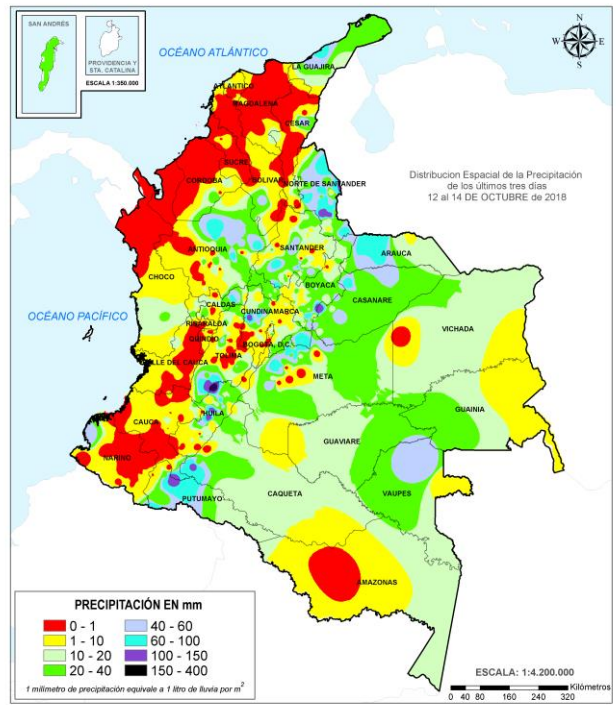 SAN ANDRÉS
PROVIDENCIA Y
STA. CATALINA
ESCALA 1:350.000
OCÉANO ATLÁNTICO
N
W E
S
LA GUAJIRA
ATLANTICO
MAGDALENA
CESAR
SUCRE
CORDOBA
BOLIVAR
NORTE DE SANTANDER
Distribucion Espacial de la Precipitación
de los últimos tres días
12 al 14 DE OCTUBRE de 2018
ANTIOQUIA
SANTANDER
ARAUCA
CHOCO
BOYACA
CASANARE
CALDAS
OCÉANO PACÍFICO
CUNDINAMARCA
RISARALDA
VICHADA
QUINDIO
BOGOTA, D.C.
TOLIMA
VALLE DEL CAUCA
META
GUAINIA
HUILA
CAUCA
GUAVIARE
NARIÑO
VAUPES
CAQUETA
PUTUMAYO
AMAZONAS
PRECIPITACIÓN EN mm
0 - 1 40 - 60
1 - 10 60 - 100
10 - 20 100 - 150
20 - 40 150 - 400
1 milímetro de precipitación equivale a 1 litro de lluvia por m2
ESCALA: 1:4.200.000
Kilómetros
0 40 80 160 240 320